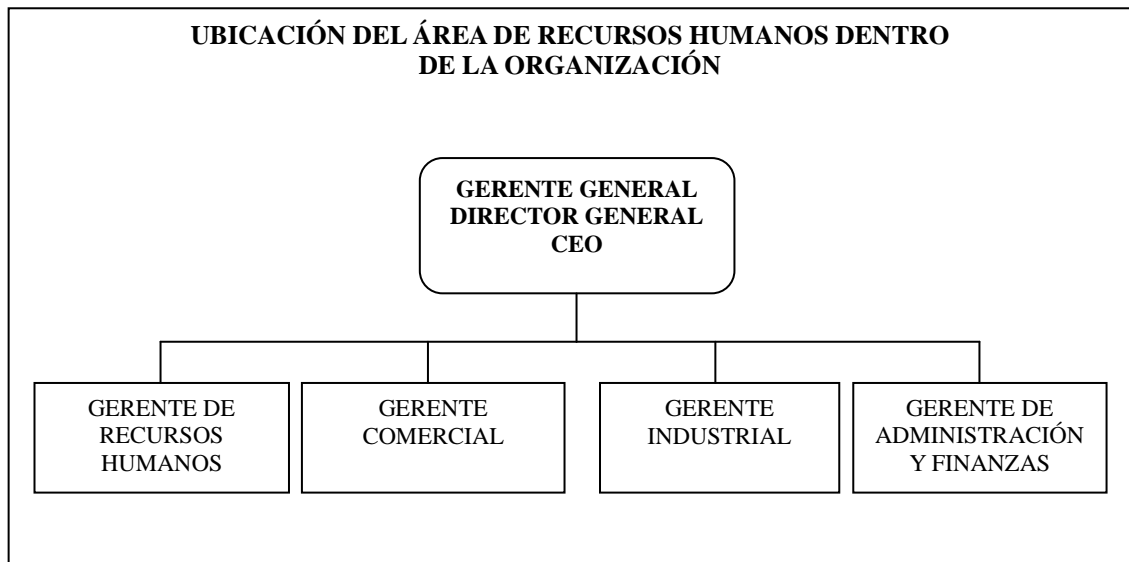 UBICACIÓN DEL ÁREA DE RECURSOS HUMANOS DENTRO
DE LA ORGANIZACIÓN
GERENTE GENERAL
DIRECTOR GENERAL
CEO
GERENTE DE
RECURSOS
HUMANOS
GERENTE
COMERCIAL
GERENTE
INDUSTRIAL
GERENTE DE
ADMINISTRACIÓN
Y FINANZAS